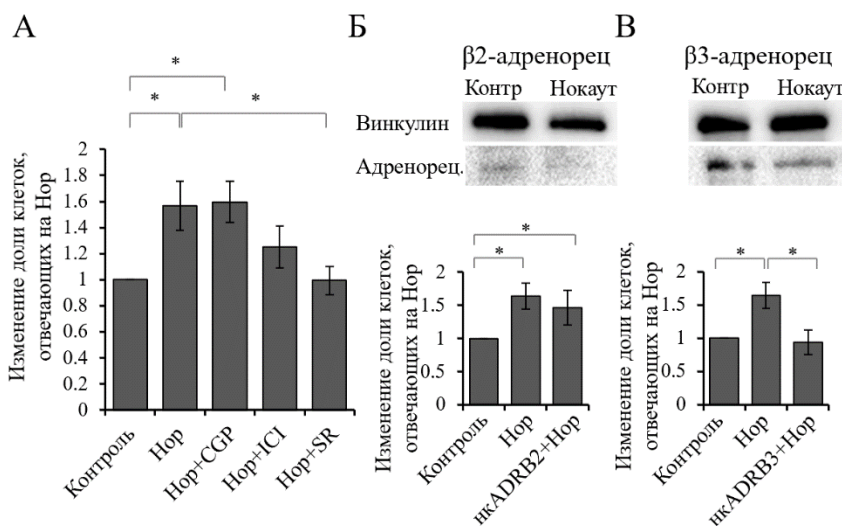 А
Б
В
β2-адренорец
β3-адренорец
Контр Нокаут
Контр Нокаут
Винкулин
Адренорец.
Изменение доли клеток,
отвечающих на Нор
2
1.8
1.6
1.4
1.2
1
0.8
0.6
0.4
0.2
0
*
*
*
Контроль
Нор
Нор+CGP
Нор+ICI
Нор+SR
Изменение доли клеток,
отвечающих на Нор
2
1.5
1
0.5
*
*
Контроль
Нор
нкADRB2+Нор
Изменение доли клеток,
отвечающих на Нор
2
1.5
1
0.5
*
*
Контроль
Нор
нкADRB3+Нор